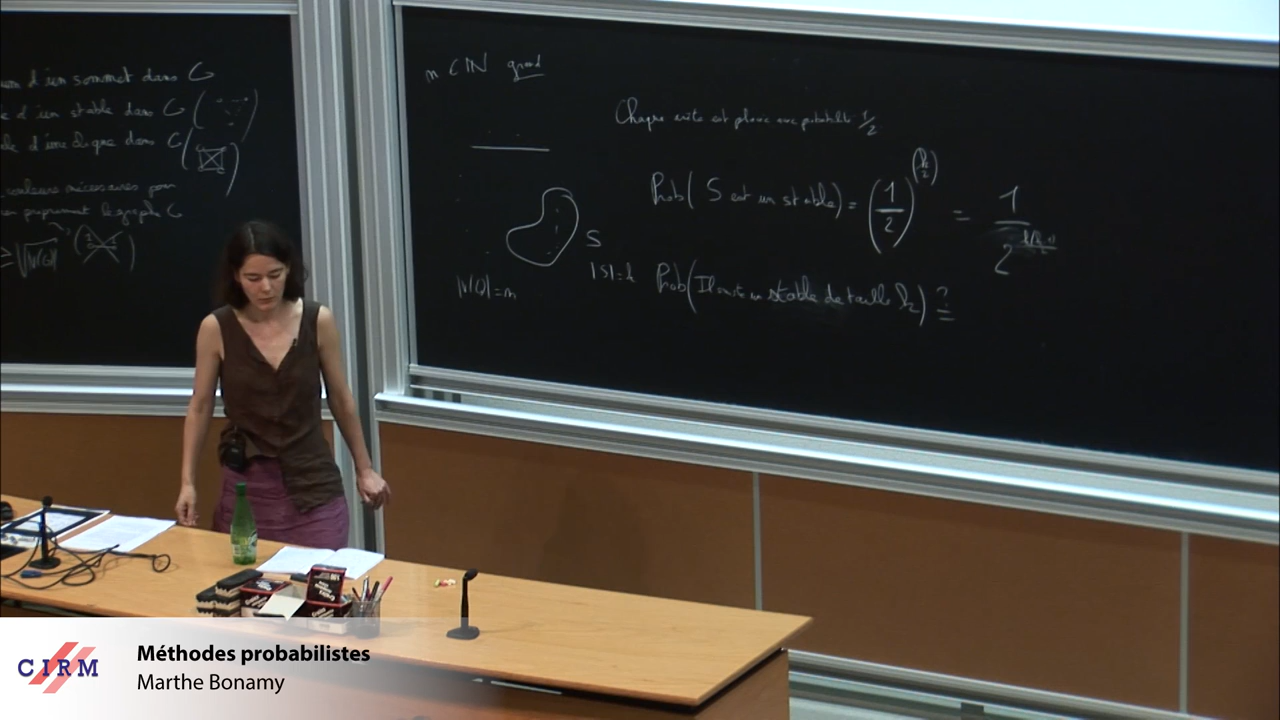 d'un sommet dans G
d'un stable dans G
d'une clique dans G
couleurs nécessaires pour
proprement le graphe G
n ∈ ℕ grand
Chaque arête est placée avec probabilité 1/2
Prob( S est un stable) = (1/2)^(k 2) = 1/2^
S
|S|=k Prob(Il existe un stable de taille k) ?
|V(G)|=n
CIRM
Méthodes probabilistes
Marthe Bonamy